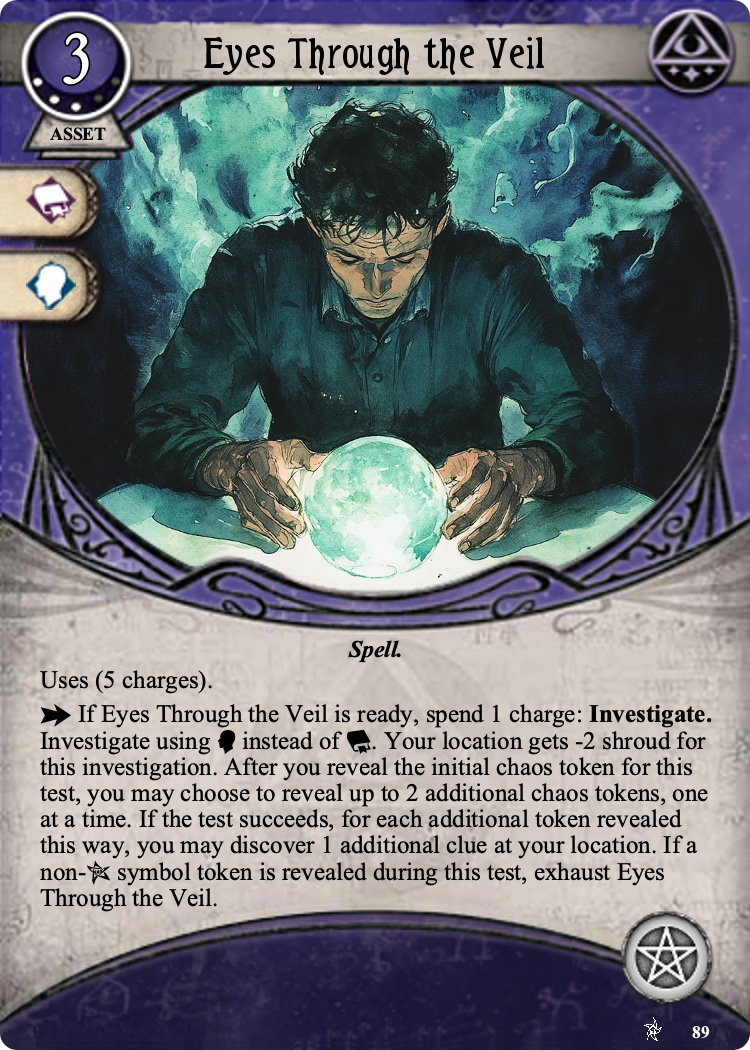 3
Eyes Through the Veil
ASSET
Spell.
Uses (5 charges).
If Eyes Through the Veil is ready, spend 1 charge: Investigate.
Investigate using instead of . Your location gets -2 shroud for
this investigation. After you reveal the initial chaos token for this
test, you may choose to reveal up to 2 additional chaos tokens, one
at a time. If the test succeeds, for each additional token revealed
this way, you may discover 1 additional clue at your location. If a
non- symbol token is revealed during this test, exhaust Eyes
Through the Veil.
89